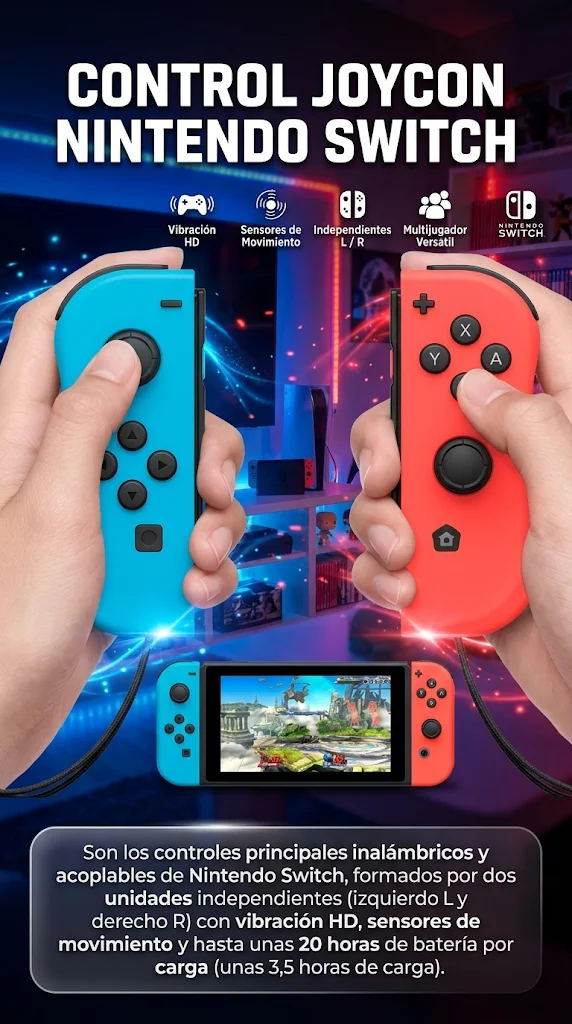 CONTROL JOYCON
NINTENDO SWITCH
Vibración
HD
Sensores de
Movimiento
Independientes
L / R
Multijugador
Versátil
NINTENDO
SWITCH
X
Y
A
Son los controles principales inalámbricos y
acoplables de Nintendo Switch, formados por dos
unidades independientes (izquierdo L y
derecho R) con vibración HD, sensores de
movimiento y hasta unas 20 horas de batería por
carga (unas 3,5 horas de carga).